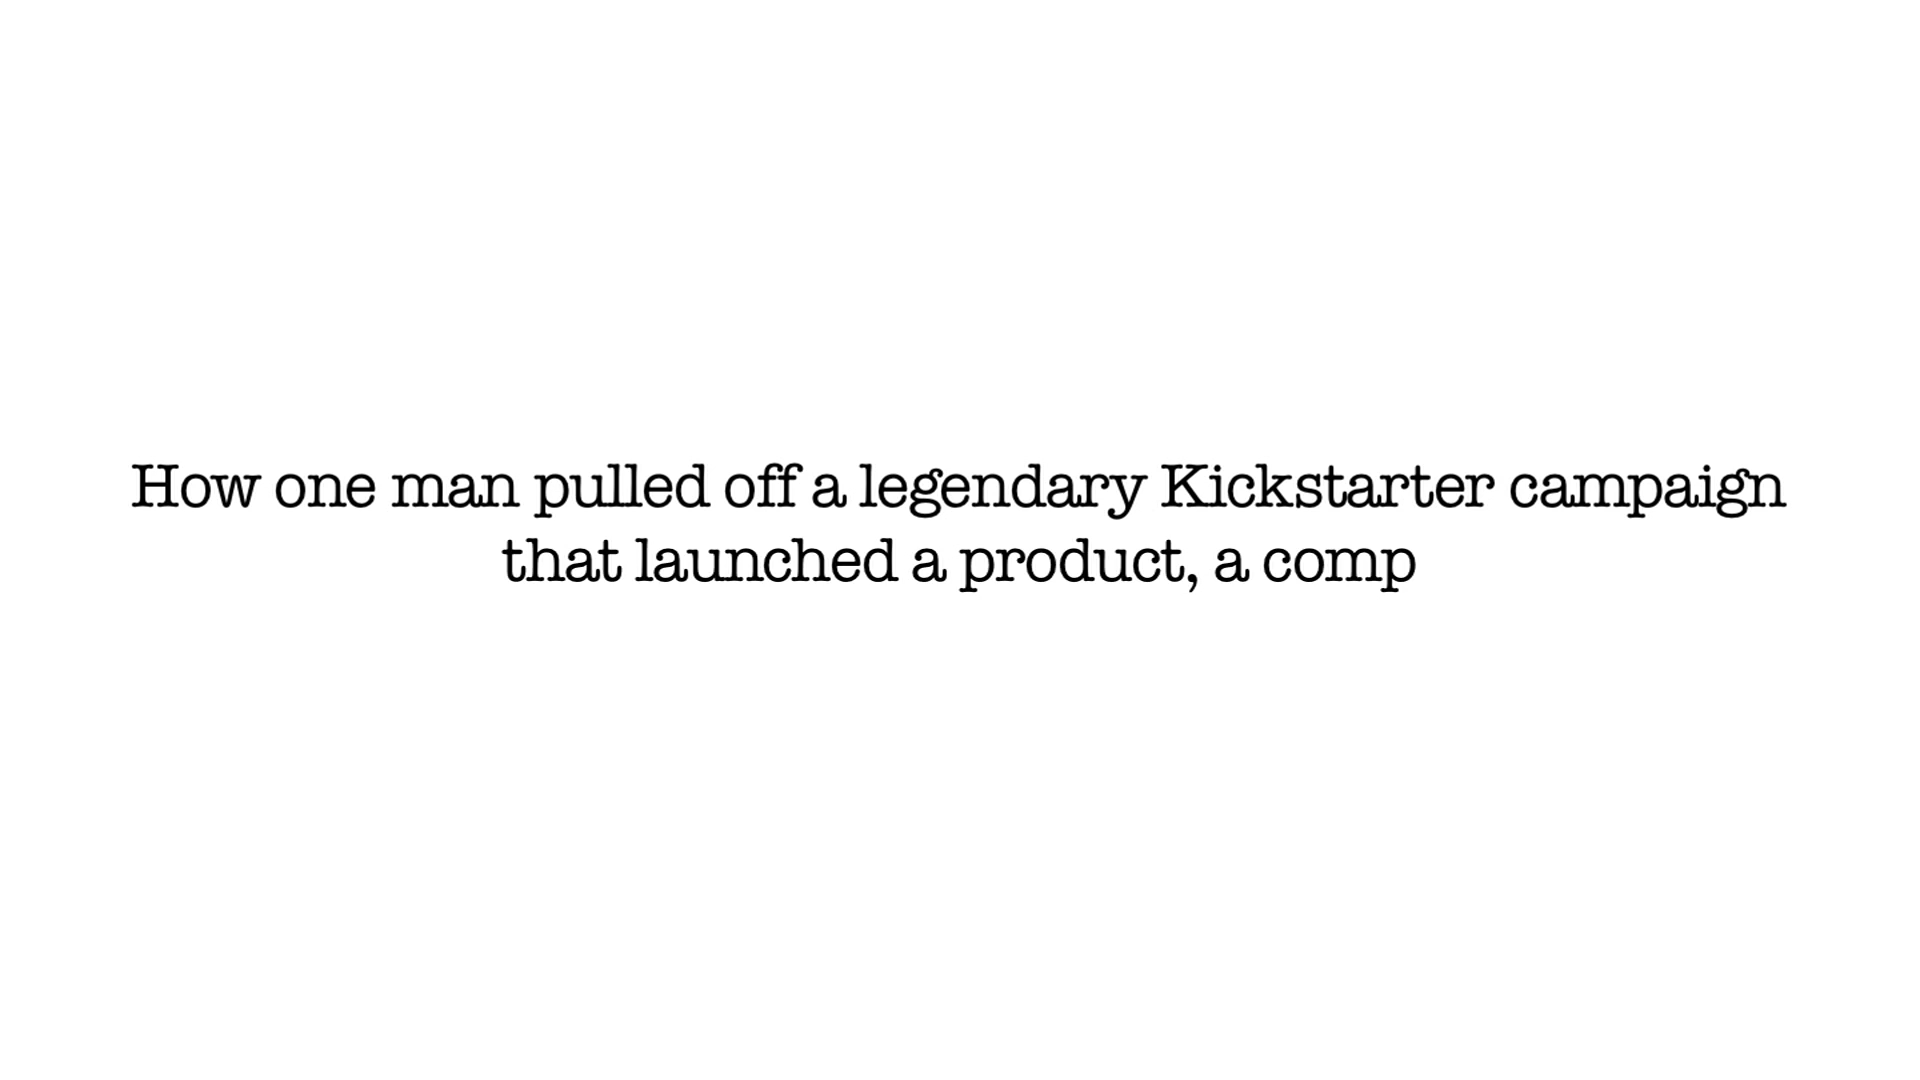 How one man pulled off a legendary Kickstarter campaign
that launched a product, a comp